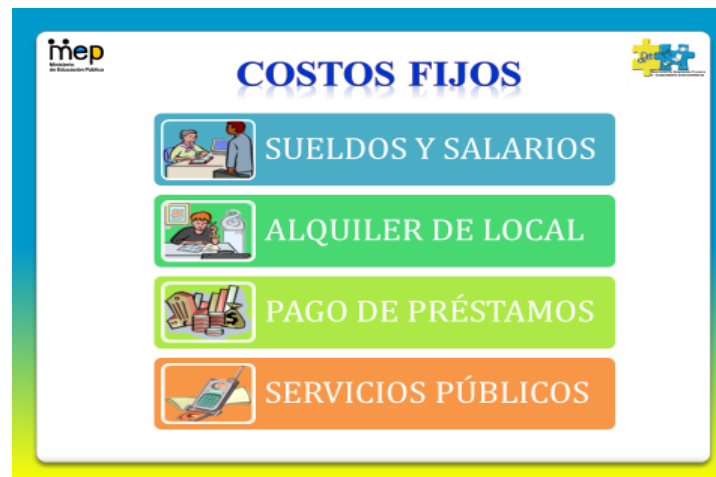 mep
Ministerio
de Educación Pública
COSTOS FIJOS
SUELDOS Y SALARIOS
ALQUILER DE LOCAL
PAGO DE PRÉSTAMOS
SERVICIOS PÚBLICOS